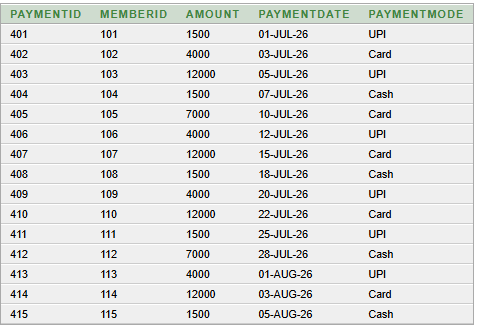 PAYMENTID MEMBERID AMOUNT PAYMENTDATE PAYMENTMODE
401 101 1500 01-JUL-26 UPI
402 102 4000 03-JUL-26 Card
403 103 12000 05-JUL-26 UPI
404 104 1500 07-JUL-26 Cash
405 105 7000 10-JUL-26 Card
406 106 4000 12-JUL-26 UPI
407 107 12000 15-JUL-26 Card
408 108 1500 18-JUL-26 Cash
409 109 4000 20-JUL-26 UPI
410 110 12000 22-JUL-26 Card
411 111 1500 25-JUL-26 UPI
412 112 7000 28-JUL-26 Cash
413 113 4000 01-AUG-26 UPI
414 114 12000 03-AUG-26 Card
415 115 1500 05-AUG-26 Cash